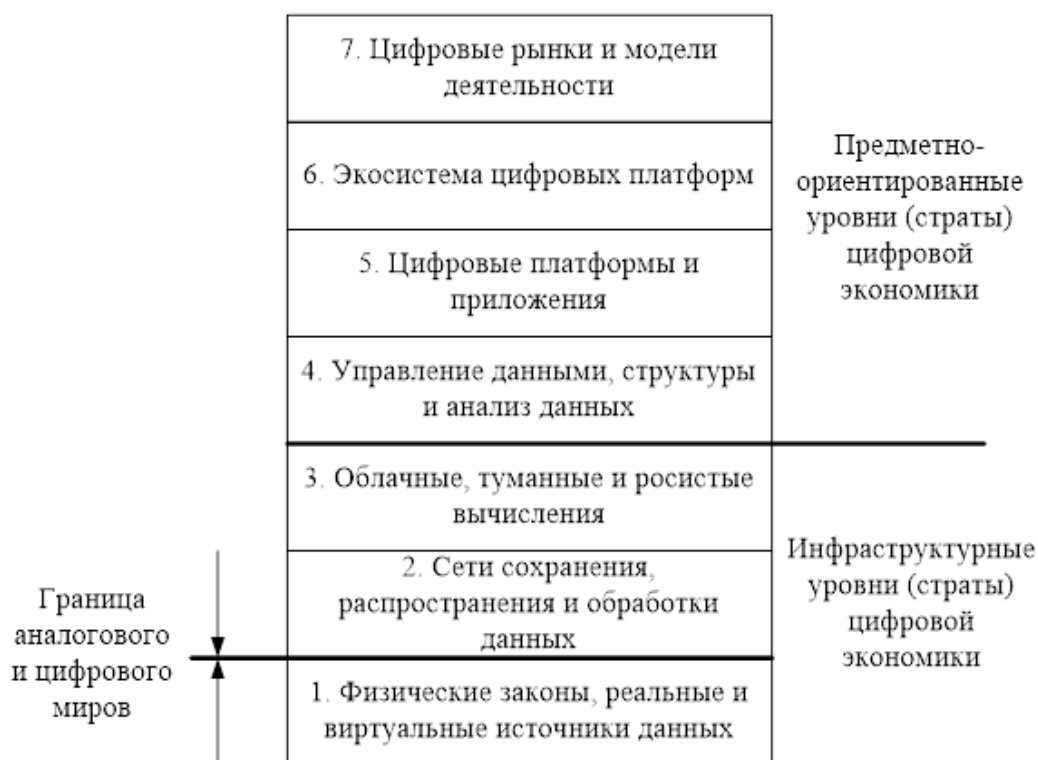 7. Цифровые рынки и модели
деятельности
6. Экосистема цифровых платформ
5. Цифровые платформы и
приложения
4. Управление данными, структуры
и анализ данных
Предметно-
ориентированные
уровни (страты)
цифровой
экономики
3. Облачные, туманные и росистые
вычисления
2. Сети сохранения,
распространения и обработки
данных
1. Физические законы, реальные и
виртуальные источники данных
Инфраструктурные
уровни (страты)
цифровой
экономики
Граница
аналогового
и цифрового
миров